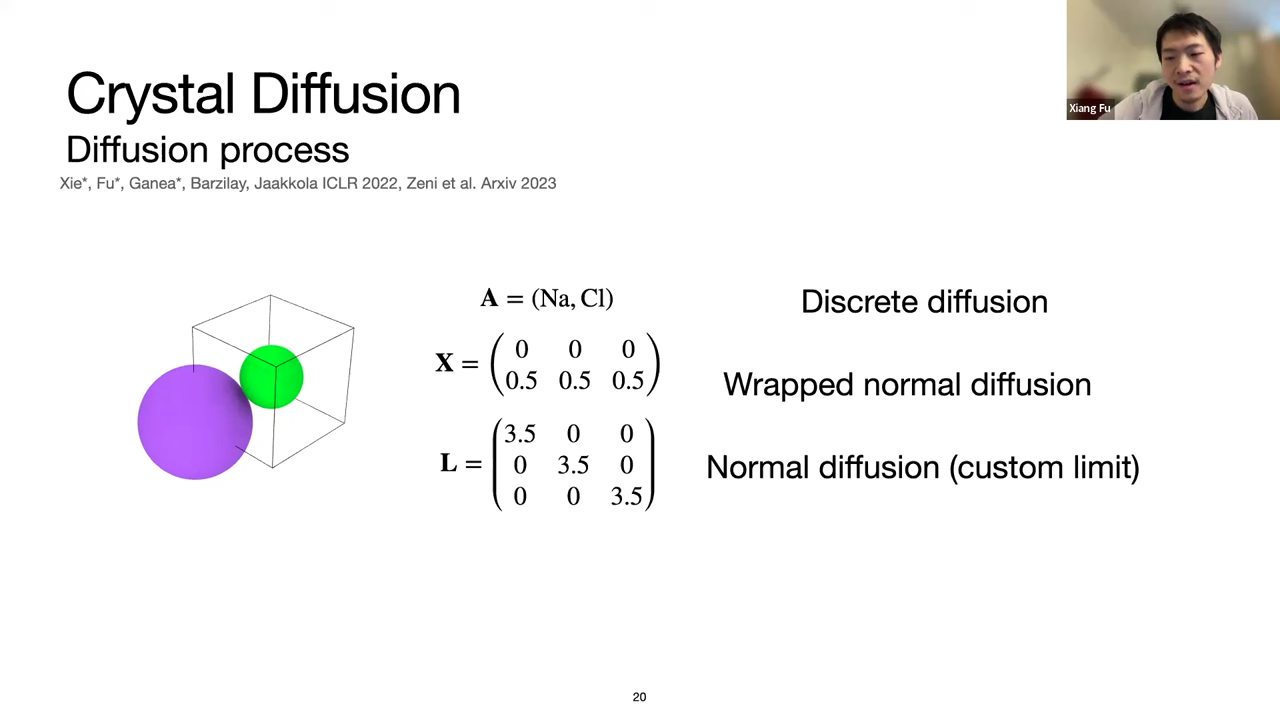 Crystal Diffusion
Diffusion process
Xie*, Fu*, Ganea*, Barzilay, Jaakkola ICLR 2022, Zeni et al. Arxiv 2023
Xiang Fu
A = (Na, Cl)
Discrete diffusion
X = ( 0 0 0
0.5 0.5 0.5 )
Wrapped normal diffusion
L = ( 3.5 0 0
0 3.5 0
0 0 3.5 )
Normal diffusion (custom limit)
20